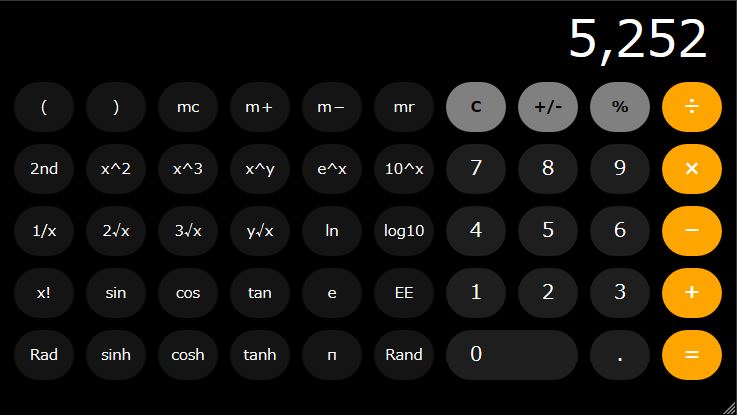 5,252
( ) mc m+ m− mr C +/- % ÷
2nd x^2 x^3 x^y e^x 10^x 7 8 9 ×
1/x 2√x 3√x y√x ln log10 4 5 6 −
x! sin cos tan e EE 1 2 3 +
Rad sinh cosh tanh п Rand 0 . =